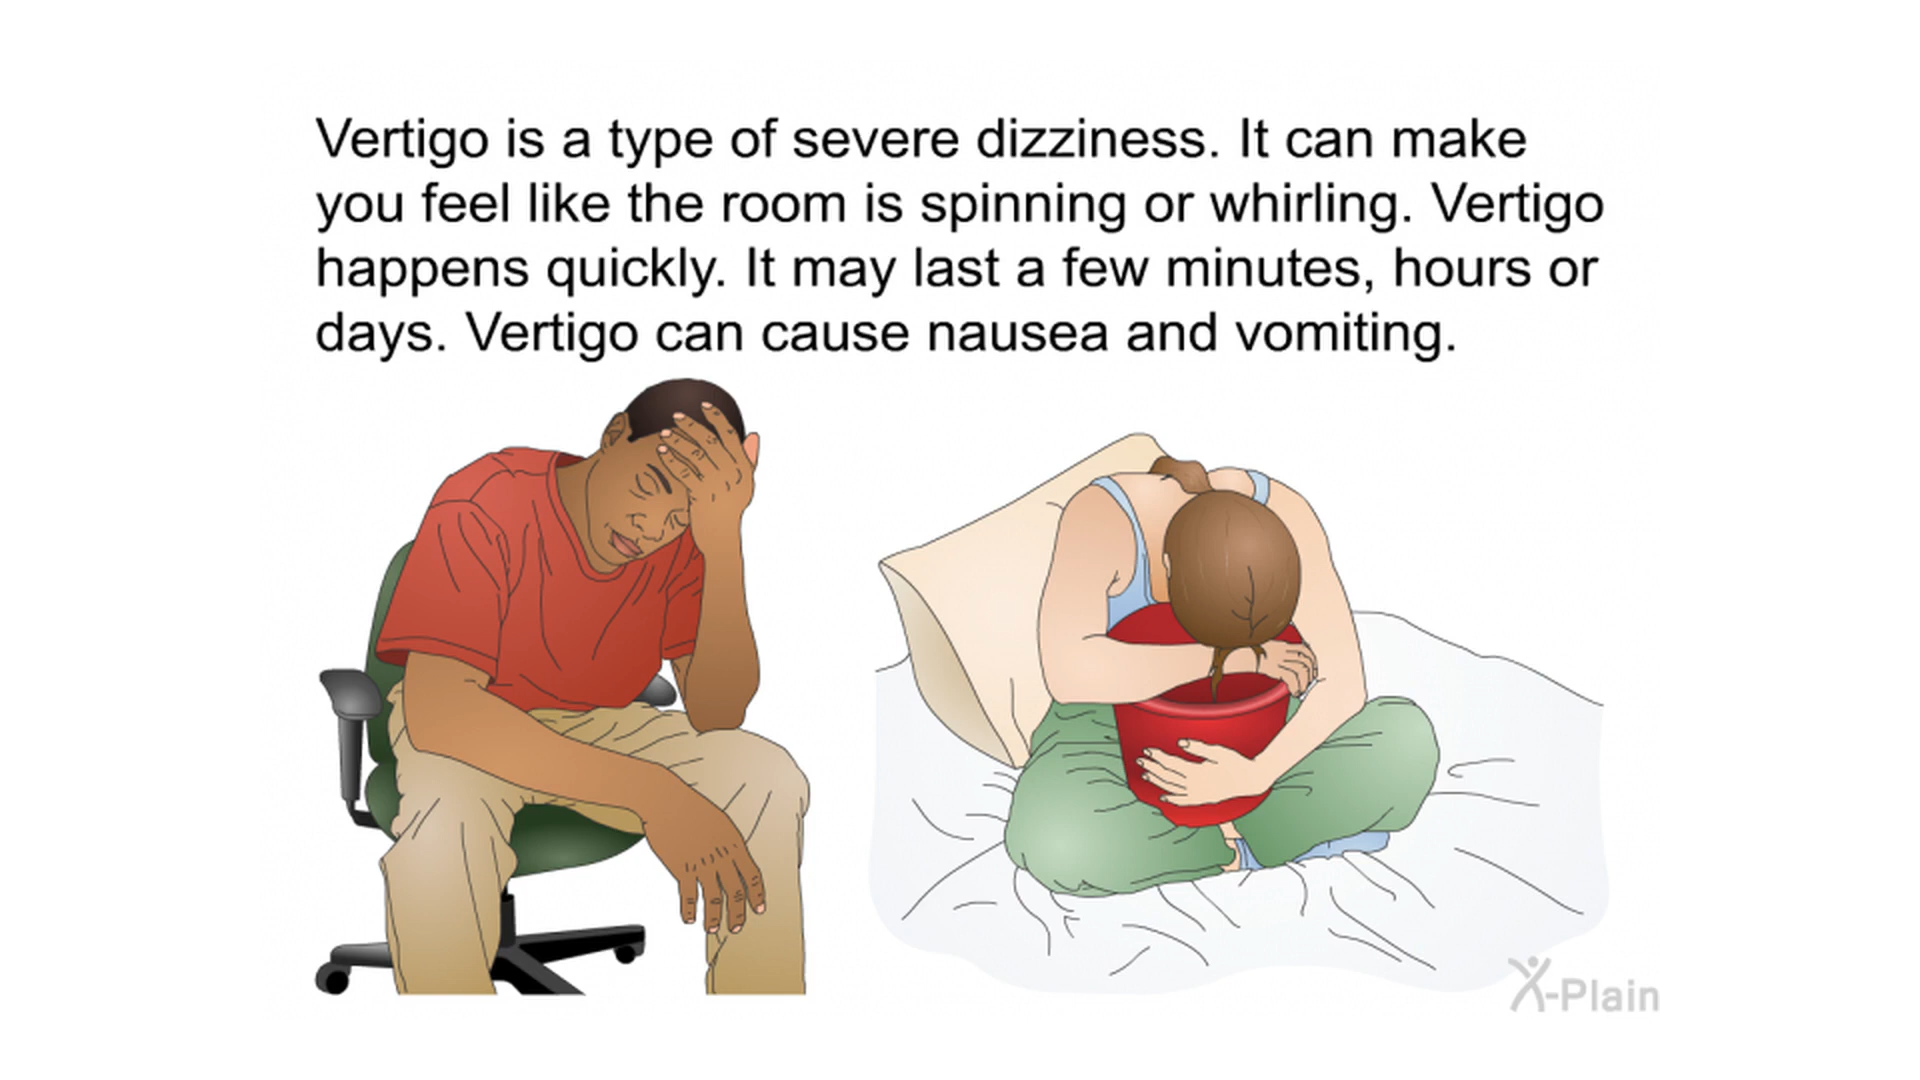 Vertigo is a type of severe dizziness. It can make
you feel like the room is spinning or whirling. Vertigo
happens quickly. It may last a few minutes, hours or
days. Vertigo can cause nausea and vomiting.
X-Plain